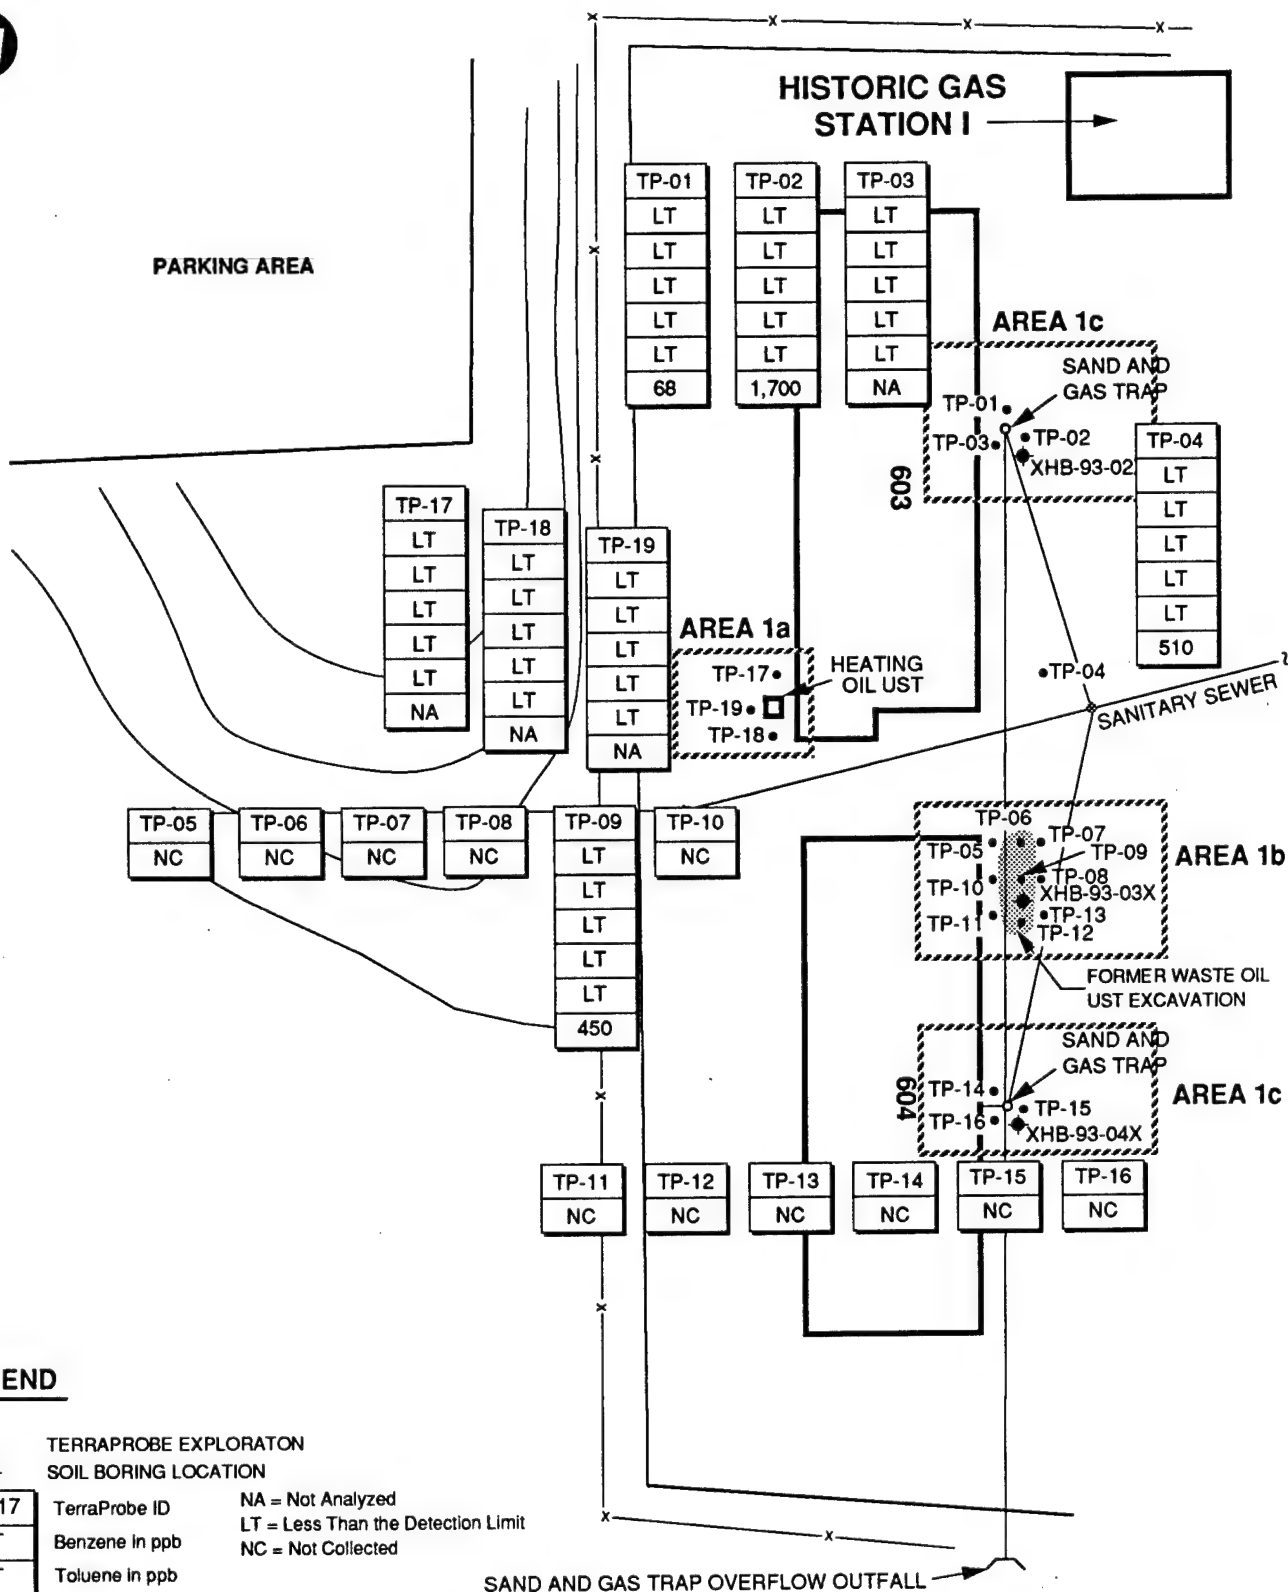 HISTORIC GAS
STATION I
PARKING AREA
TP-01
LT
LT
LT
LT
LT
68
TP-02
LT
LT
LT
LT
LT
1,700
TP-03
LT
LT
LT
LT
LT
NA
AREA 1c
SAND AND
GAS TRAP
TP-01
TP-02
TP-03
XHB-93-02
603
TP-04
LT
LT
LT
LT
LT
510
TP-17
LT
LT
LT
LT
LT
NA
TP-18
LT
LT
LT
LT
LT
NA
TP-19
LT
LT
LT
LT
LT
NA
AREA 1a
TP-17
TP-19
TP-18
HEATING
OIL UST
TP-04
SANITARY SEWER
TP-05
NC
TP-06
NC
TP-07
NC
TP-08
NC
TP-09
LT
LT
LT
LT
LT
450
TP-10
NC
TP-06
TP-05
TP-07
TP-09
TP-10
TP-08
XHB-93-03X
TP-11
TP-13
TP-12
AREA 1b
FORMER WASTE OIL
UST EXCAVATION
SAND AND
GAS TRAP
604
TP-14
TP-15
TP-16
XHB-93-04X
AREA 1c
TP-11
NC
TP-12
NC
TP-13
NC
TP-14
NC
TP-15
NC
TP-16
NC
END
TERRAPROBE EXPLORATON
SOIL BORING LOCATION
17
TerraProbe ID
Benzene in ppb
Toluene in ppb
NA = Not Analyzed
LT = Less Than the Detection Limit
NC = Not Collected
SAND AND GAS TRAP OVERFLOW OUTFALL